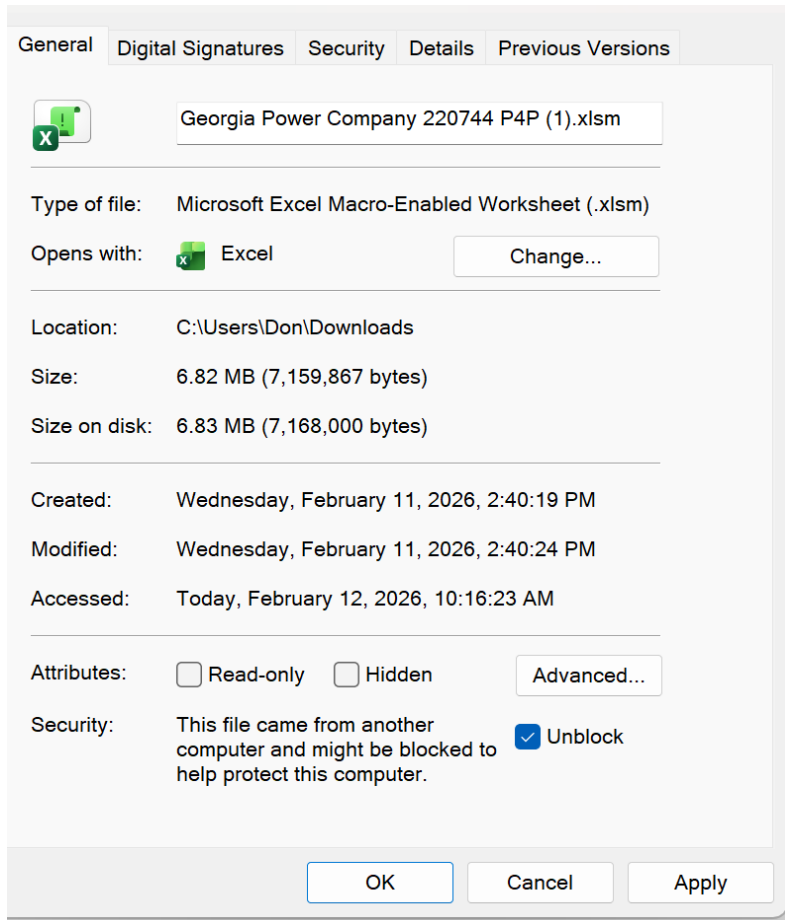 General Digital Signatures Security Details Previous Versions
Georgia Power Company 220744 P4P (1).xlsm
Type of file: Microsoft Excel Macro-Enabled Worksheet (.xlsm)
Opens with: Excel Change...
Location: C:\Users\Don\Downloads
Size: 6.82 MB (7,159,867 bytes)
Size on disk: 6.83 MB (7,168,000 bytes)
Created: Wednesday, February 11, 2026, 2:40:19 PM
Modified: Wednesday, February 11, 2026, 2:40:24 PM
Accessed: Today, February 12, 2026, 10:16:23 AM
Attributes: Read-only Hidden Advanced...
Security: This file came from another
computer and might be blocked to
help protect this computer.
Unblock
OK Cancel Apply